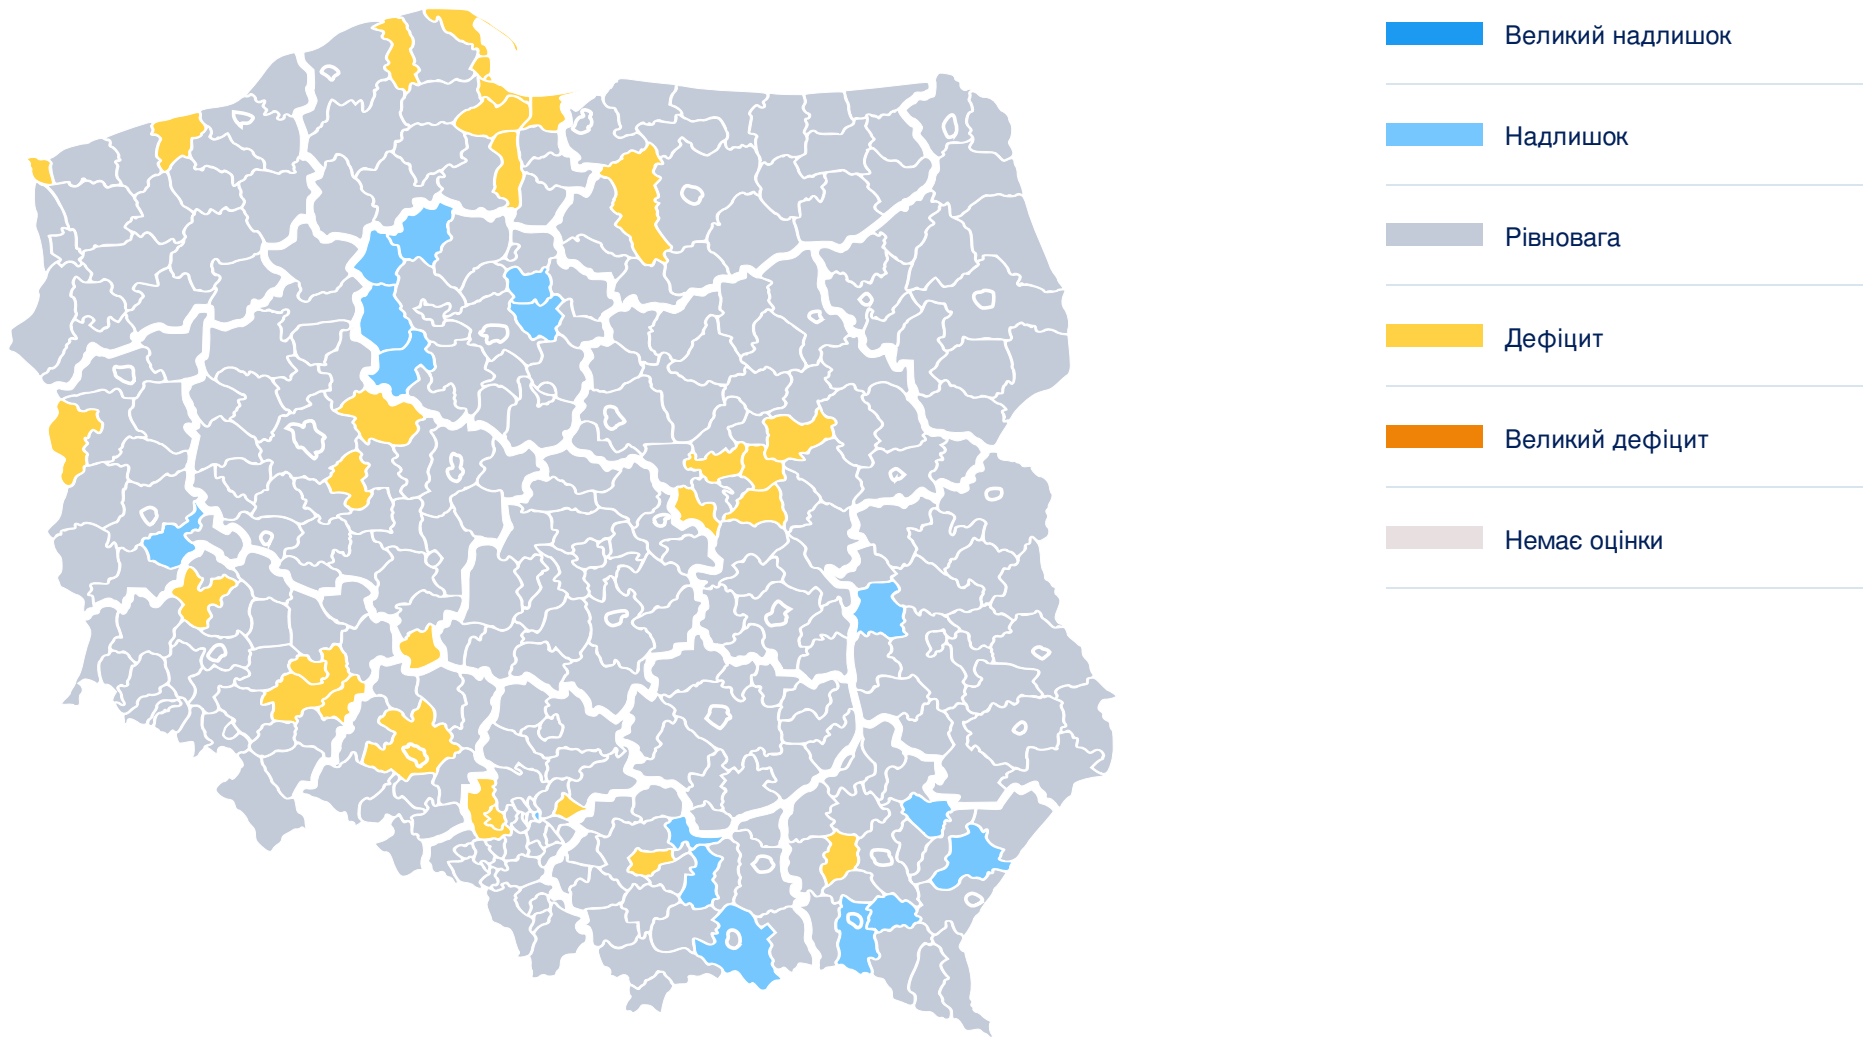 Великий надлишок
Надлишок
Рівновага
Дефіцит
Великий дефіцит
Немає оцінки